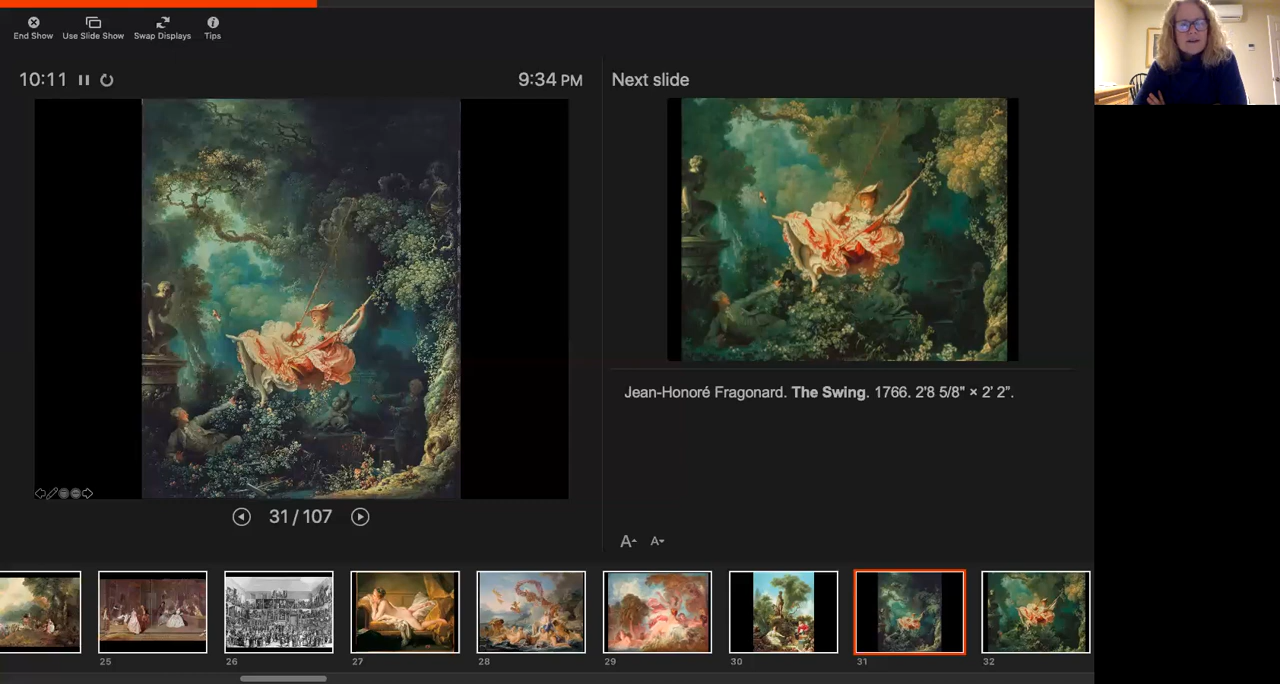 End Show Use Slide Show Swap Displays Tips
10:11 9:34 PM Next slide
Jean-Honoré Fragonard. The Swing. 1766. 2'8 5/8" × 2' 2".
31 / 107
A A
25 26 27 28 29 30 31 32